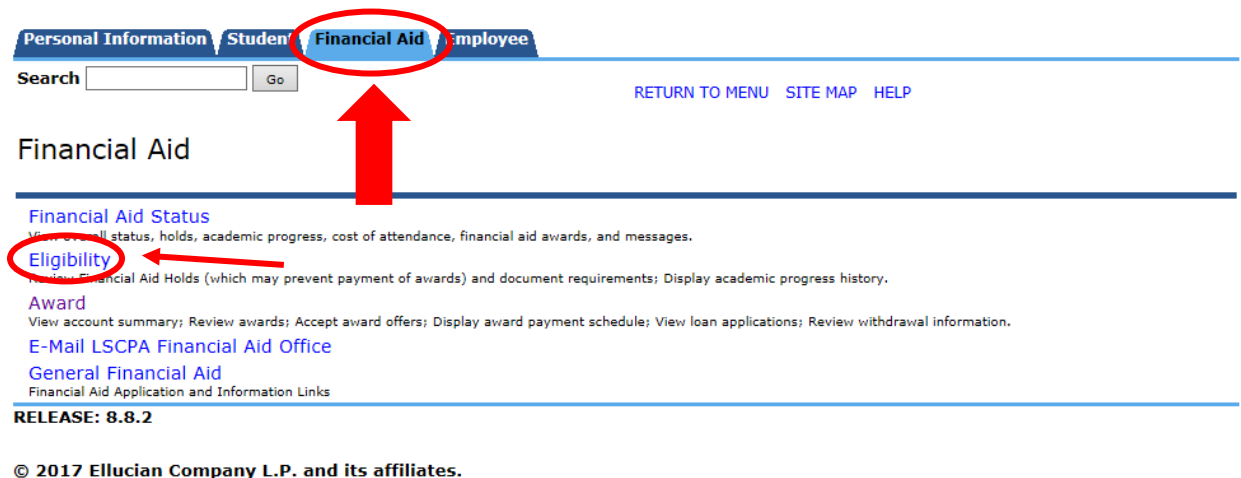 Personal Information Student Financial Aid Employee
Search Go
RETURN TO MENU SITE MAP HELP
Financial Aid
Financial Aid Status
View overall status, holds, academic progress, cost of attendance, financial aid awards, and messages.
Eligibility
Review Financial Aid Holds (which may prevent payment of awards) and document requirements; Display academic progress history.
Award
View account summary; Review awards; Accept award offers; Display award payment schedule; View loan applications; Review withdrawal information.
E-Mail LSCPA Financial Aid Office
General Financial Aid
Financial Aid Application and Information Links
RELEASE: 8.8.2
© 2017 Ellucian Company L.P. and its affiliates.